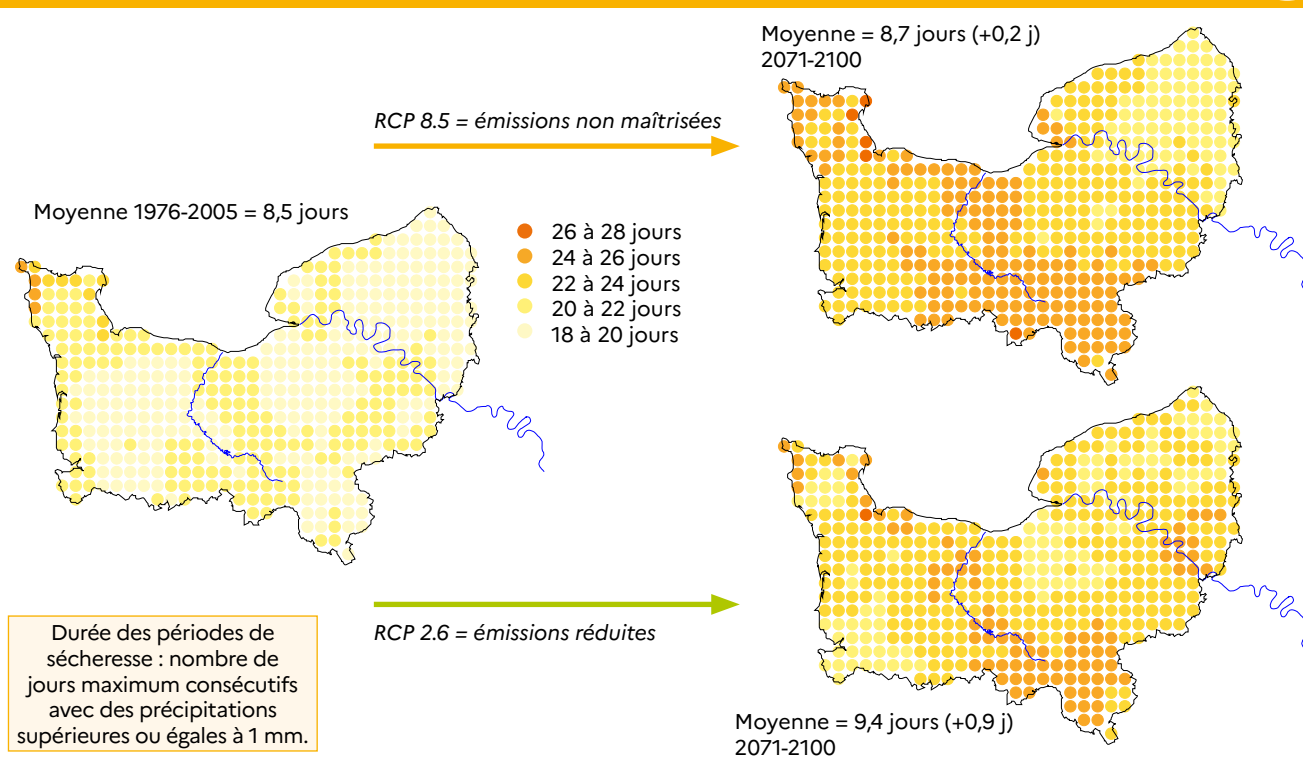 Moyenne = 8,7 jours (+0,2 j)
2071-2100
RCP 8.5 = émissions non maîtrisées
Moyenne 1976-2005 = 8,5 jours
26 à 28 jours
24 à 26 jours
22 à 24 jours
20 à 22 jours
18 à 20 jours
RCP 2.6 = émissions réduites
Durée des périodes de
sécheresse : nombre de
jours maximum consécutifs
avec des précipitations
supérieures ou égales à 1 mm.
Moyenne = 9,4 jours (+0,9 j)
2071-2100